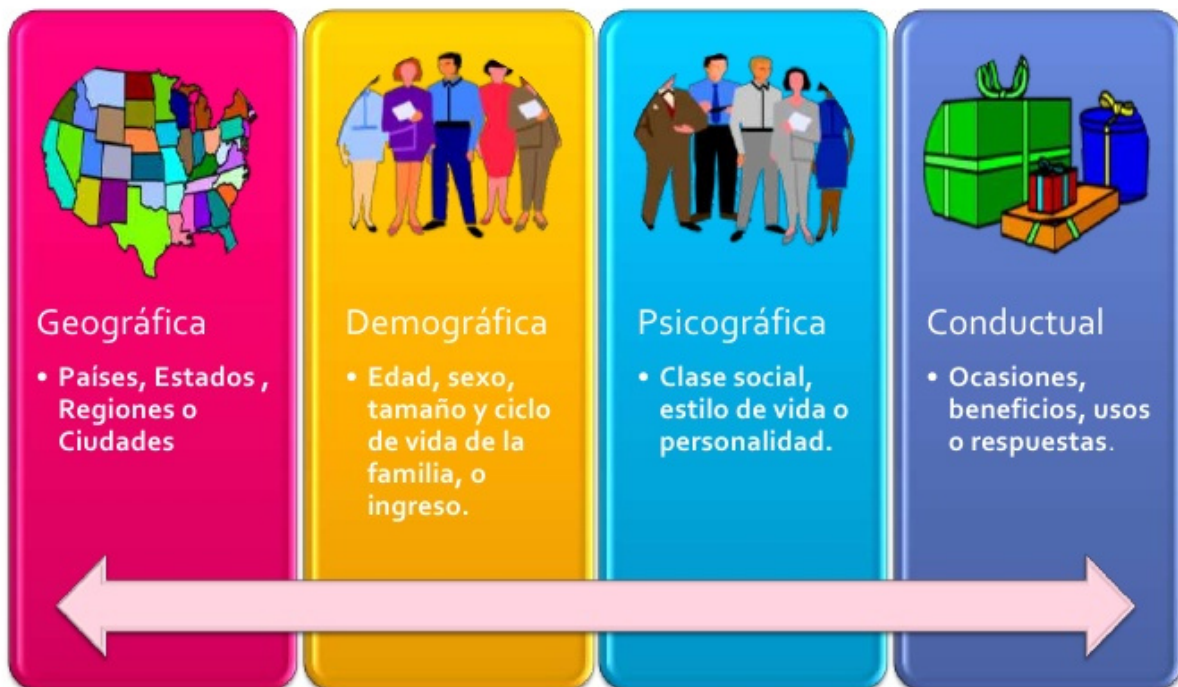 Geográfica
• Países, Estados ,
Regiones o
Ciudades
Demográfica
• Edad, sexo,
tamaño y ciclo
de vida de la
familia, o
ingreso.
Psicográfica
• Clase social,
estilo de vida o
personalidad.
Conductual
• Ocasiones,
beneficios, usos
o respuestas.